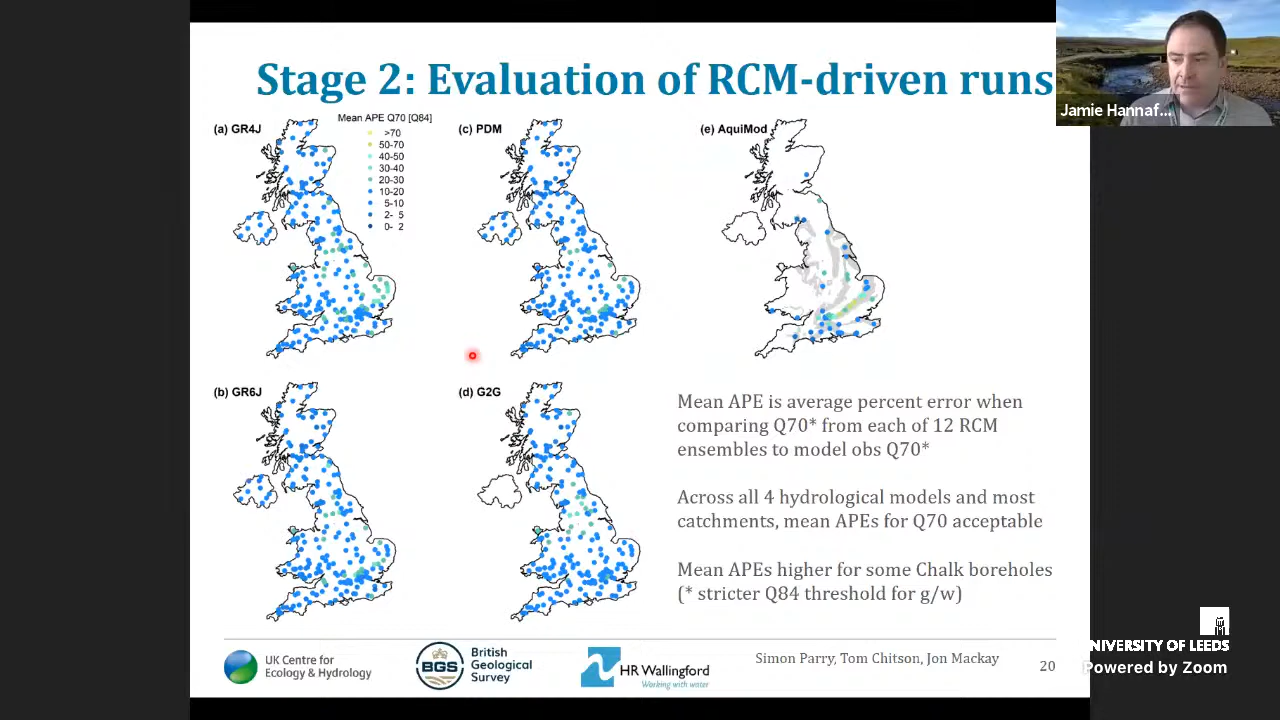 Stage 2: Evaluation of RCM-driven runs
Jamie Hannaf...
(a) GR4J
Mean APE Q70 [Q84]
>70
50-70
40-50
30-40
20-30
10-20
5-10
2- 5
0- 2
(c) PDM
(e) AquiMod
(b) GR6J
(d) G2G
Mean APE is average percent error when
comparing Q70* from each of 12 RCM
ensembles to model obs Q70*
Across all 4 hydrological models and most
catchments, mean APEs for Q70 acceptable
Mean APEs higher for some Chalk boreholes
(* stricter Q84 threshold for g/w)
UK Centre for
Ecology & Hydrology
BGS
British
Geological
Survey
HR Wallingford
Working with water
Simon Parry, Tom Chitson, Jon Mackay
20
UNIVERSITY OF LEEDS
Powered by Zoom